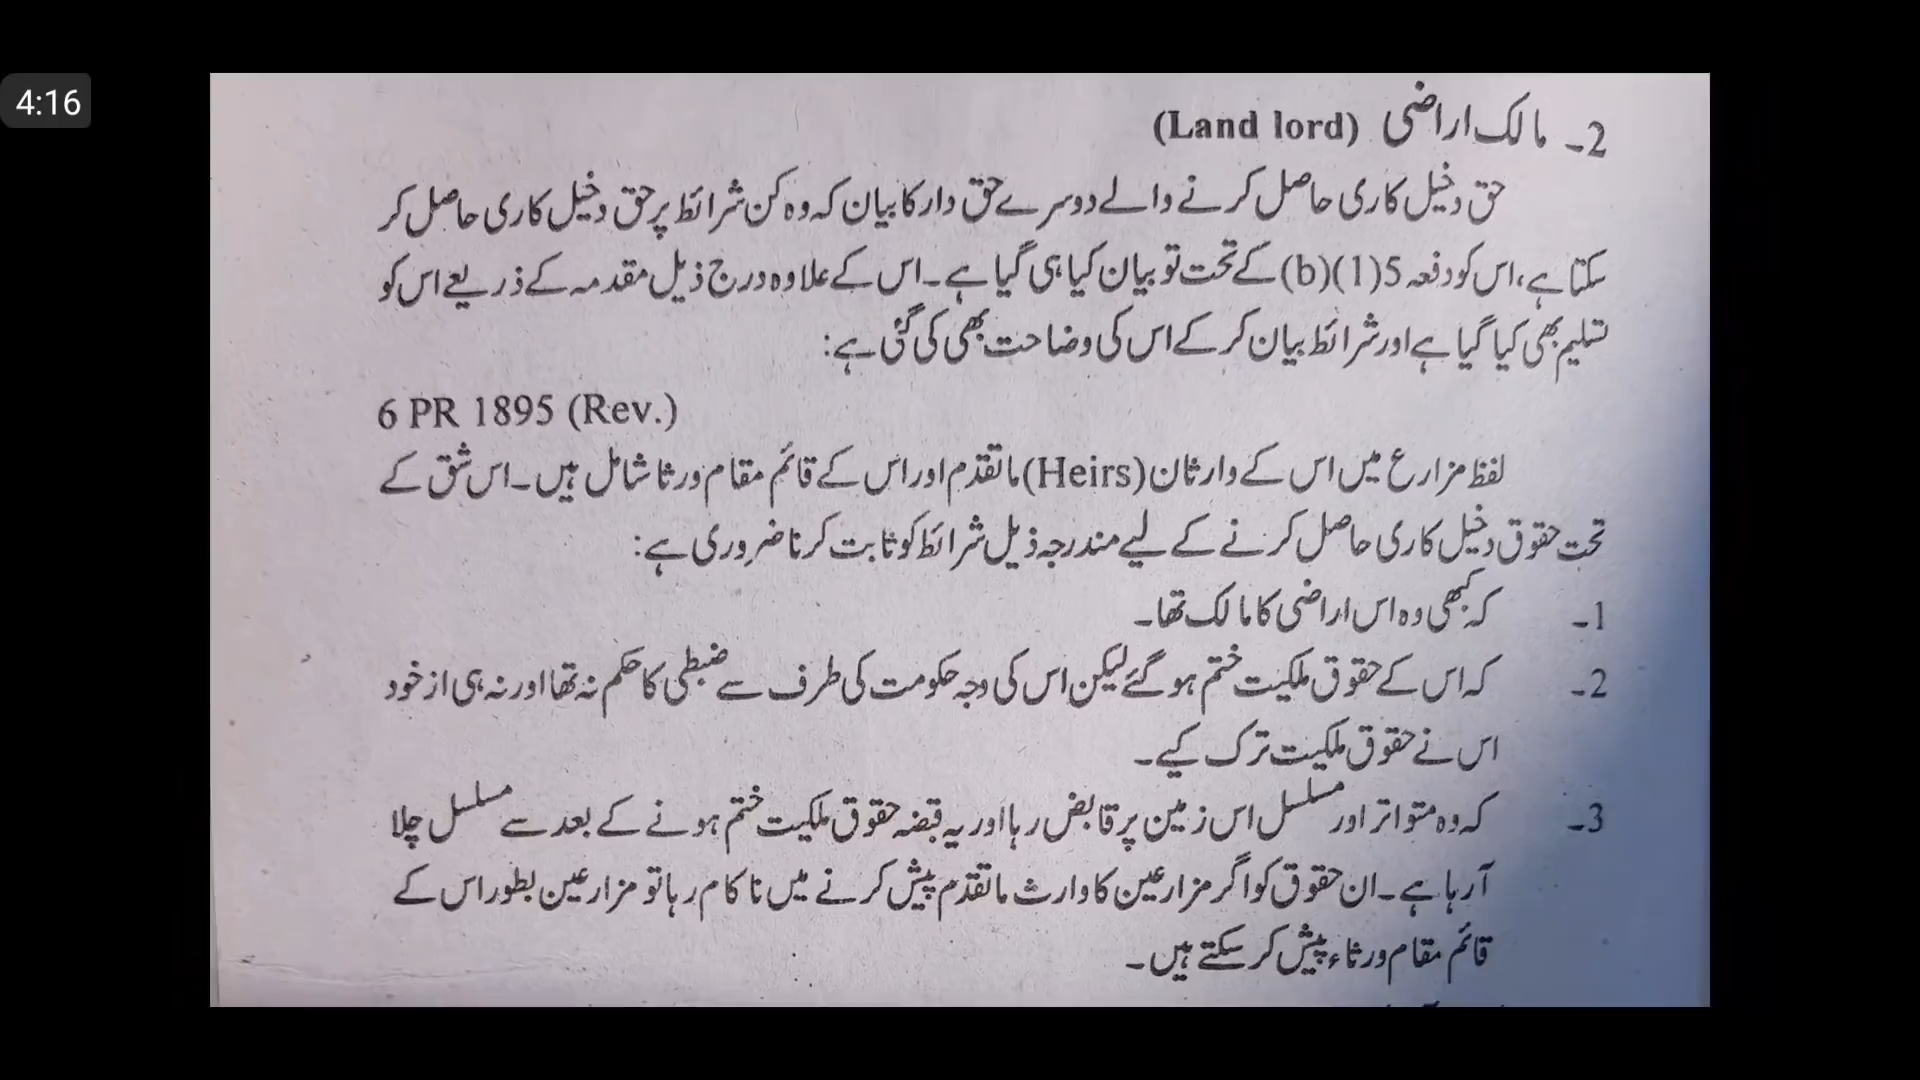 4:16
2۔ مالک اراضی (Land lord)
حق دخیل کاری حاصل کرنے والے دوسرے حق دار کا بیان کہ وہ کن شرائط پر حق دخیل کاری حاصل کر
سکتا ہے، اس کو دفعہ 5(1)(b) کے تحت تو بیان کیا ہی گیا ہے۔ اس کے علاوہ درج ذیل مقدمہ کے ذریعے اس کو
تسلیم بھی کیا گیا ہے اور شرائط بیان کر کے اس کی وضاحت بھی کی گئی ہے:
6 PR 1895 (Rev.)
لفظ مزارع میں اس کے وارثان (Heirs) ماتقدم اور اس کے قائم مقام ورثا شامل ہیں۔ اس شق کے
تحت حقوق دخیل کاری حاصل کرنے کے لیے مندرجہ ذیل شرائط کو ثابت کرنا ضروری ہے:
1۔ کہ کبھی وہ اس اراضی کا مالک تھا۔
2۔ کہ اس کے حقوق ملکیت ختم ہو گئے لیکن اس کی وجہ حکومت کی طرف سے ضبطی کا حکم نہ تھا اور نہ ہی از خود
اس نے حقوق ملکیت ترک کیے۔
3۔ کہ وہ متواتر اور مسلسل اس زمین پر قابض رہا اور یہ قبضہ حقوق ملکیت ختم ہونے کے بعد سے مسلسل چلا
آ رہا ہے۔ ان حقوق کو اگر مزارعین کا وارث ماتقدم پیش کرنے میں ناکام رہا تو مزارعین بطور اس کے
قائم مقام ورثاء پیش کر سکتے ہیں۔